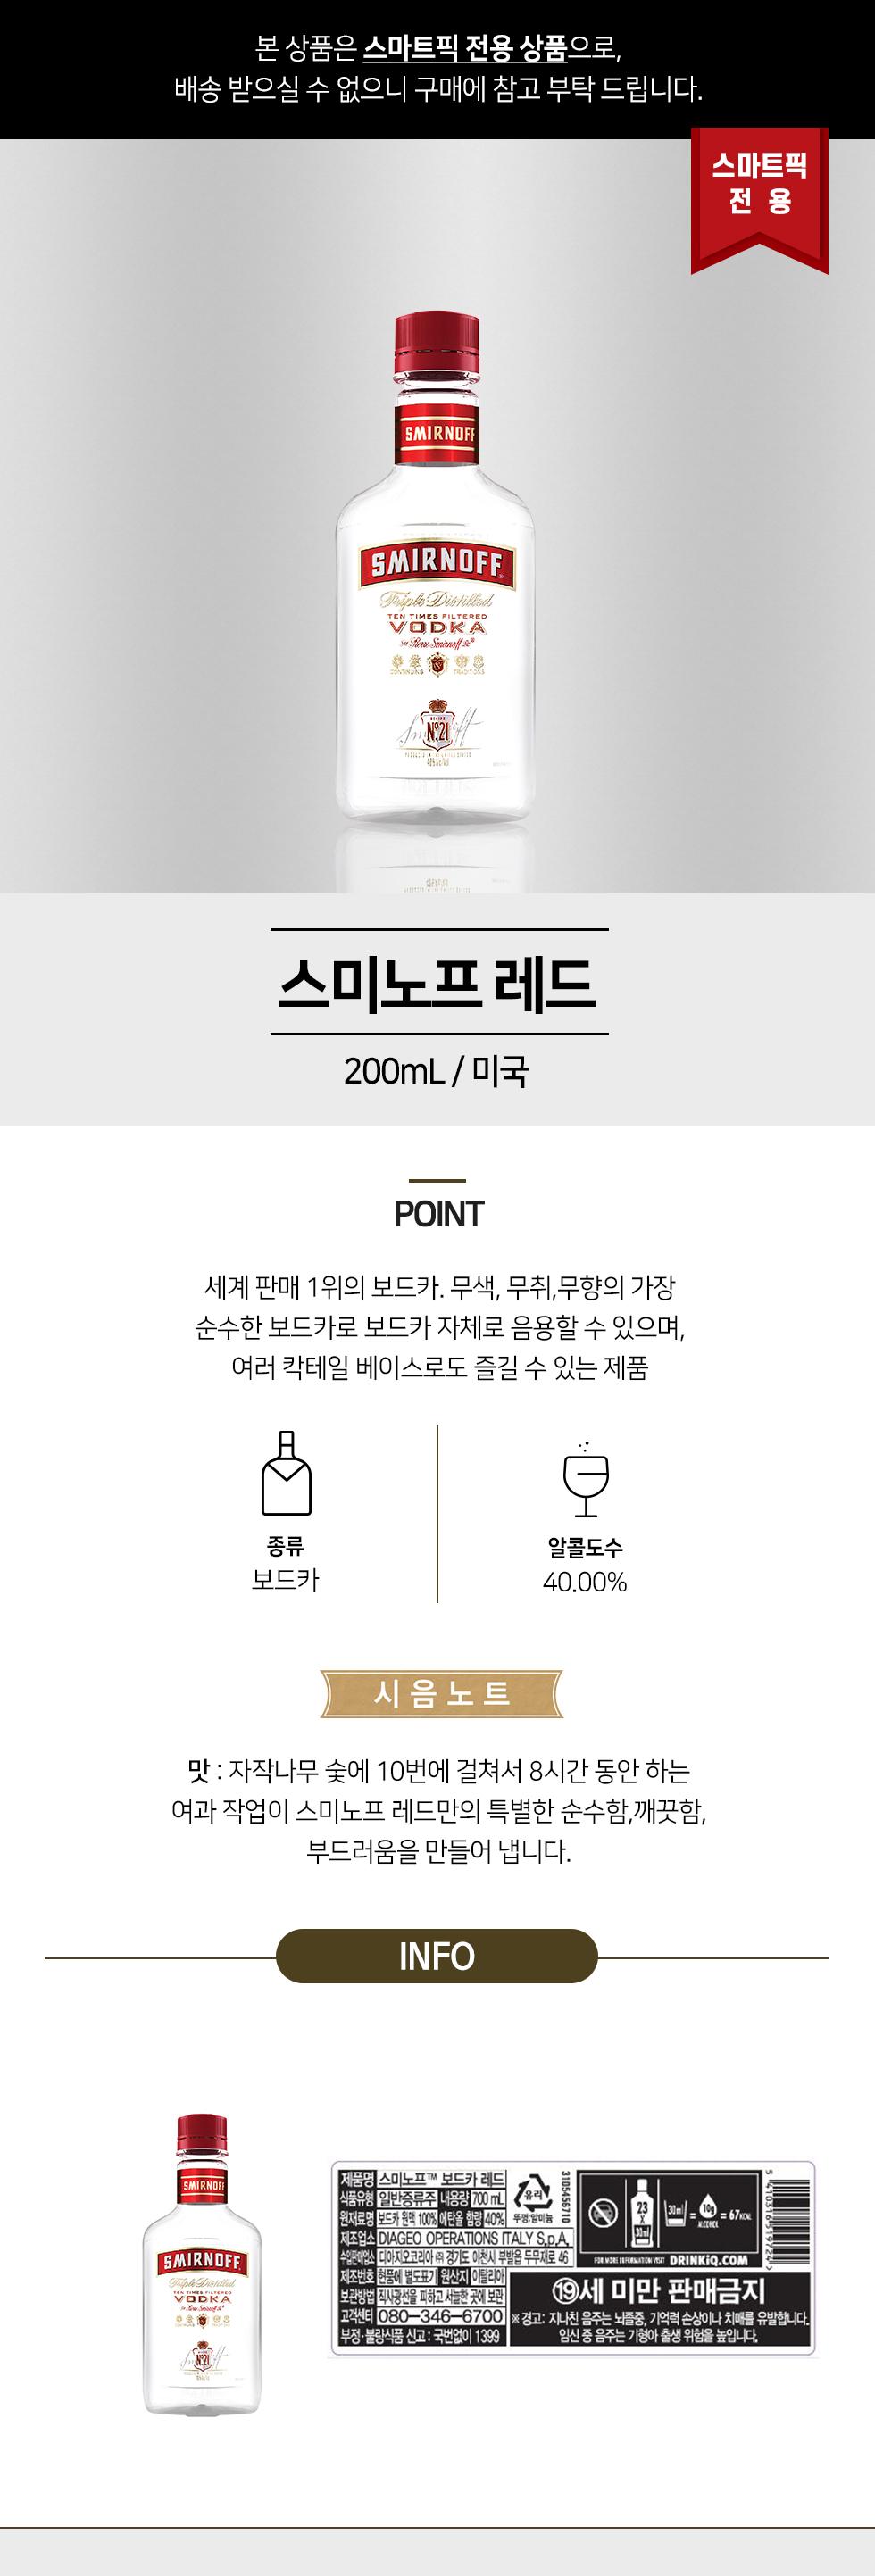 본 상품은 스마트픽 전용 상품으로,
배송 받으실 수 없으니 구매에 참고 부탁 드립니다.
스마트픽
전 용
SMIRNOFF
SMIRNOFF
Triple Distilled
TEN TIMES FILTERED
VODKA
CONTINUING TRADITIONS
Nº21
스미노프 레드
200mL / 미국
POINT
세계 판매 1위의 보드카. 무색, 무취,무향의 가장
순수한 보드카로 보드카 자체로 음용할 수 있으며,
여러 칵테일 베이스로도 즐길 수 있는 제품
종류
보드카
알콜도수
40.00%
시음노트
맛 : 자작나무 숯에 10번에 걸쳐서 8시간 동안 하는
여과 작업이 스미노프 레드만의 특별한 순수함,깨끗함,
부드러움을 만들어 냅니다.
INFO
SMIRNOFF
SMIRNOFF
Triple Distilled
TEN TIMES FILTERED
VODKA
Nº21
제품명 스미노프™ 보드카 레드
식품유형 일반증류주 내용량 700 mL
원재료명 보드카 원액 100% 에탄올 함량 40%
제조업소 DIAGEO OPERATIONS ITALY S.p.A.
수입판매업소 디아지오코리아 ㈜ 경기도 이천시 부발읍 두무재로 46
제조번호 현품에 별도표기 원산지 이탈리아
보관방법 직사광선을 피하고 서늘한 곳에 보관
고객센터 080-346-6700
부정·불량식품 신고 : 국번없이 1399
유리
뚜껑:알미늄
3105456710
23
X
30ml
30ml = 10g ALCOHOL = 67KCAL
FOR MORE INFORMATION VISIT DRINKiQ.COM
⑲세 미만 판매금지
※경고: 지나친 음주는 뇌졸중, 기억력 손상이나 치매를 유발합니다.
임신 중 음주는 기형아 출생 위험을 높입니다.